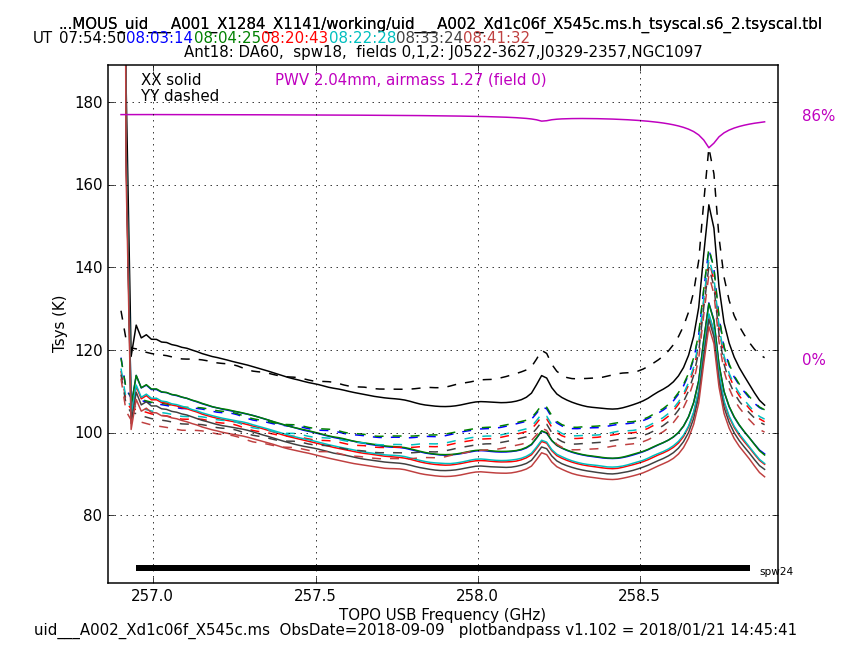 ...MOUS_uid___A001_X1284_X1141/working/uid___A002_Xd1c06f_X545c.ms.h_tsyscal.s6_2.tsyscal.tbl
UT 07:54:50 08:03:14 08:04:25 08:20:43 08:22:28 08:33:24 08:41:32
Ant18: DA60, spw18, fields 0,1,2: J0522-3627,J0329-2357,NGC1097
XX solid
PWV 2.04mm, airmass 1.27 (field 0)
YY dashed
180
160
140
120
100
80
86%
0%
Tsys (K)
spw24
257.0 257.5 258.0 258.5
TOPO USB Frequency (GHz)
uid___A002_Xd1c06f_X545c.ms ObsDate=2018-09-09 plotbandpass v1.102 = 2018/01/21 14:45:41